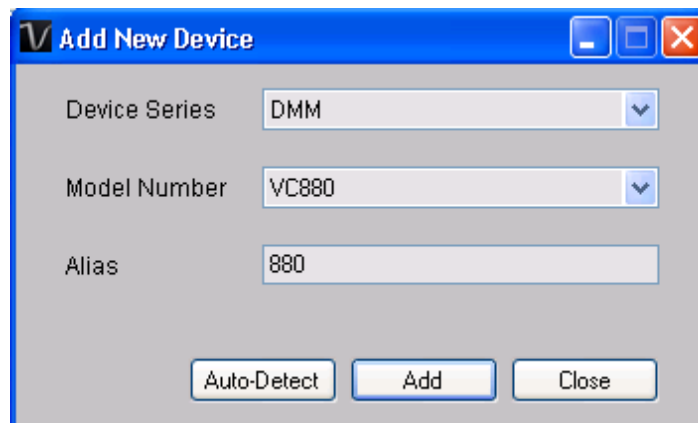 Add New Device
Device Series DMM
Model Number VC880
Alias 880
Auto-Detect Add Close